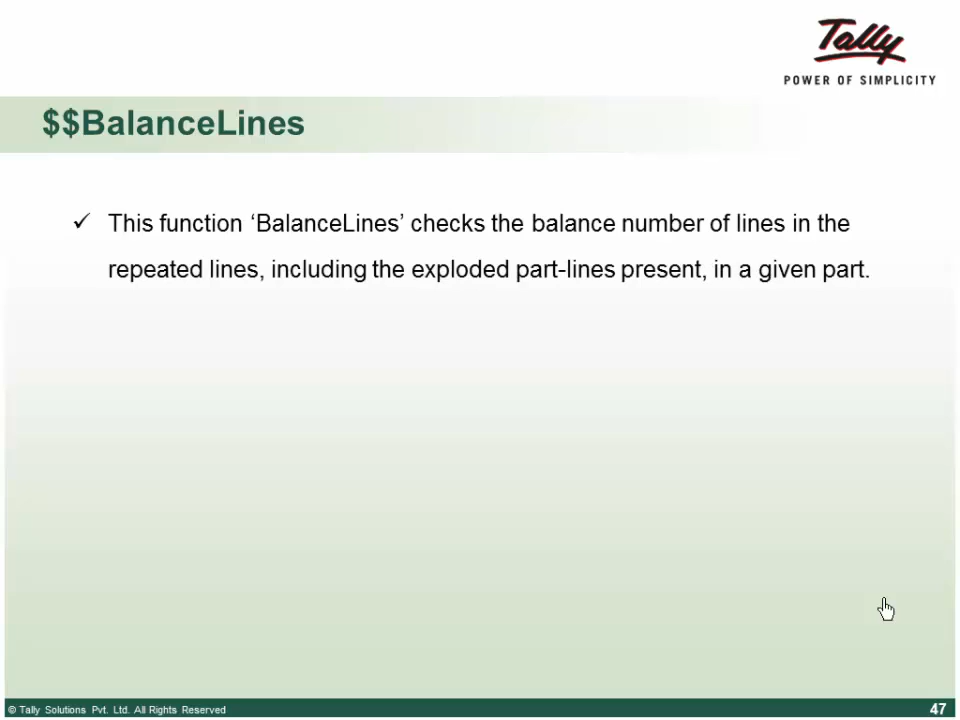 Tally
POWER OF SIMPLICITY
$$BalanceLines
✓ This function ‘BalanceLines’ checks the balance number of lines in the
repeated lines, including the exploded part-lines present, in a given part.
© Tally Solutions Pvt. Ltd. All Rights Reserved
47